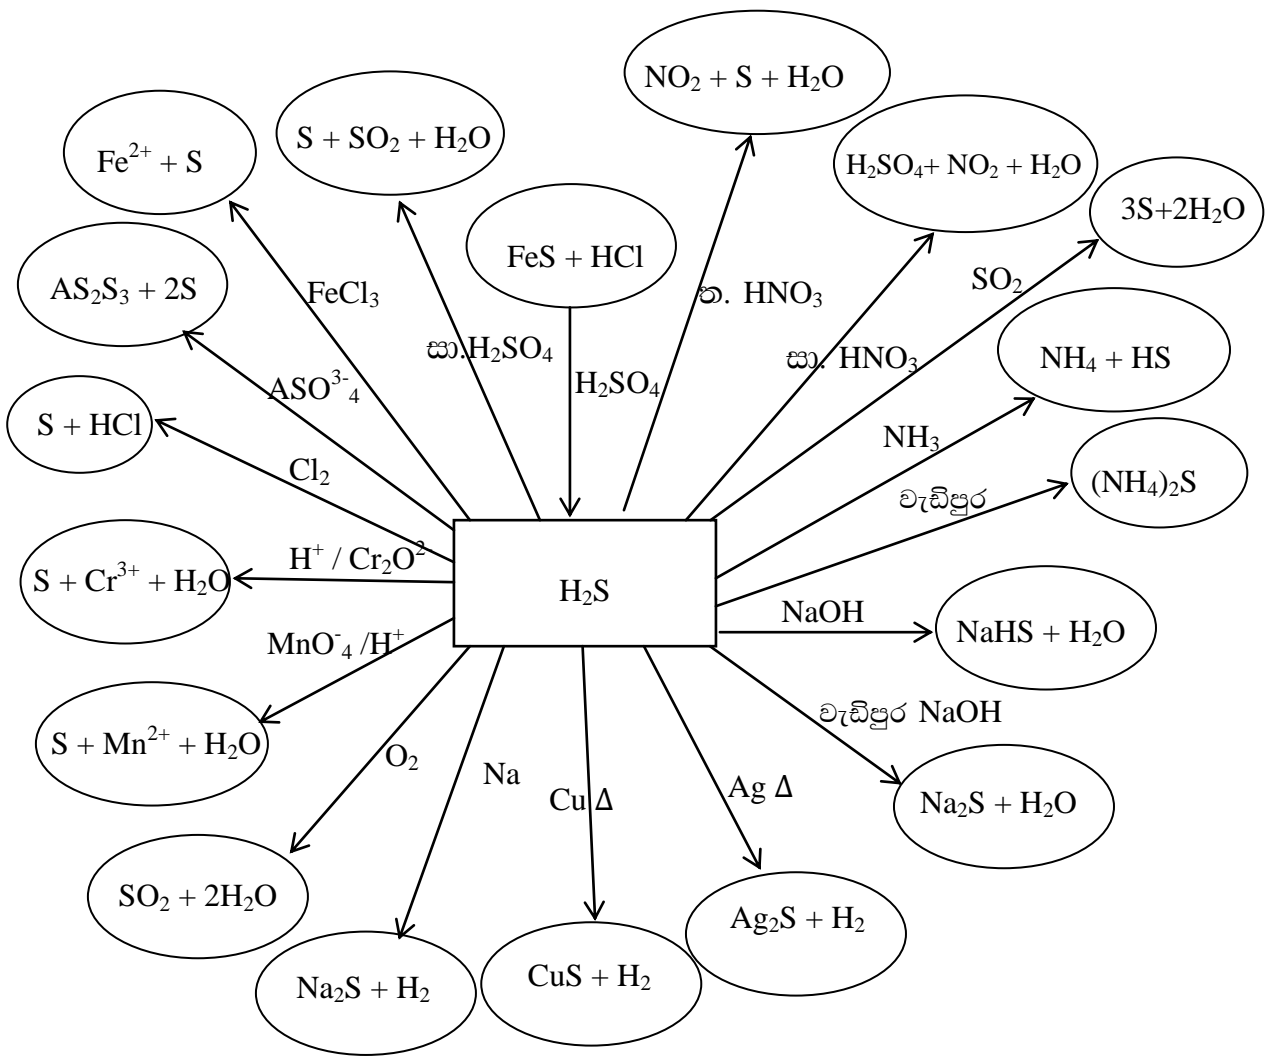 NO₂ + S + H₂O
S + SO₂ + H₂O
Fe²⁺ + S
H₂SO₄+ NO₂ + H₂O
3S+2H₂O
FeS + HCl
AS₂S₃ + 2S
FeCl₃
ත. HNO₃
SO₂
සා.H₂SO₄
සා. HNO₃
NH₄ + HS
H₂SO₄
ASO³⁻₄
S + HCl
NH₃
Cl₂
වැඩිපුර
(NH₄)₂S
H⁺ / Cr₂O²
S + Cr³⁺ + H₂O
H₂S
NaOH
NaHS + H₂O
MnO⁻₄ /H⁺
වැඩිපුර NaOH
S + Mn²⁺ + H₂O
O₂
Na
Cu Δ
Ag Δ
Na₂S + H₂O
SO₂ + 2H₂O
Ag₂S + H₂
Na₂S + H₂
CuS + H₂